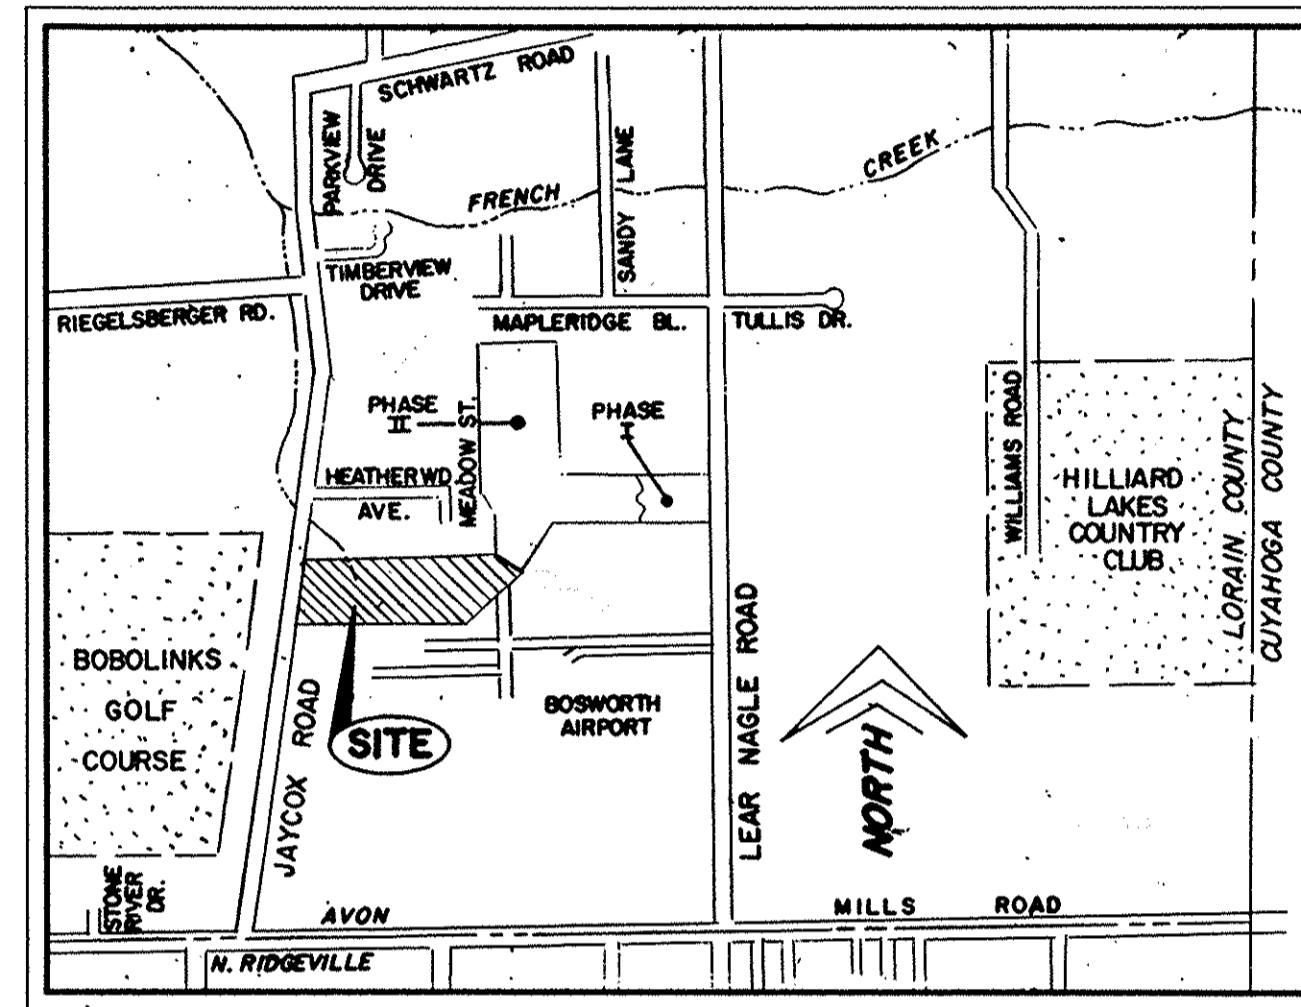 SCHWARTZ ROAD
PARKVIEW
DRIVE
SANDY LANE
FRENCH
CREEK
TIMBERVIEW
DRIVE
RIEGELSBERGER RD.
MAPLERIDGE BL.
TULLIS DR.
PHASE
II
MEADOW ST.
PHASE
I
HEATHERWD
AVE.
WILLIAMS ROAD
HILLIARD
LAKES
COUNTRY
CLUB
LORAIN COUNTY
CUYAHOGA COUNTY
BOBOLINKS
GOLF
COURSE
JAYCOX ROAD
SITE
BOSWORTH
AIRPORT
LEAR NAGLE ROAD
NORTH
STONE
RIVER
DR.
AVON
MILLS ROAD
N. RIDGEVILLE